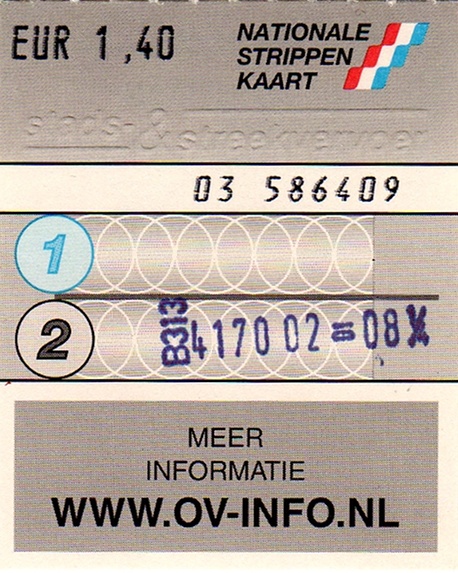 EUR 1,40
NATIONALE
STRIPPEN
KAART
stads- & streekvervoer
03 586409
1
2
B313
4170 02 = 08
MEER
INFORMATIE
WWW.OV-INFO.NL